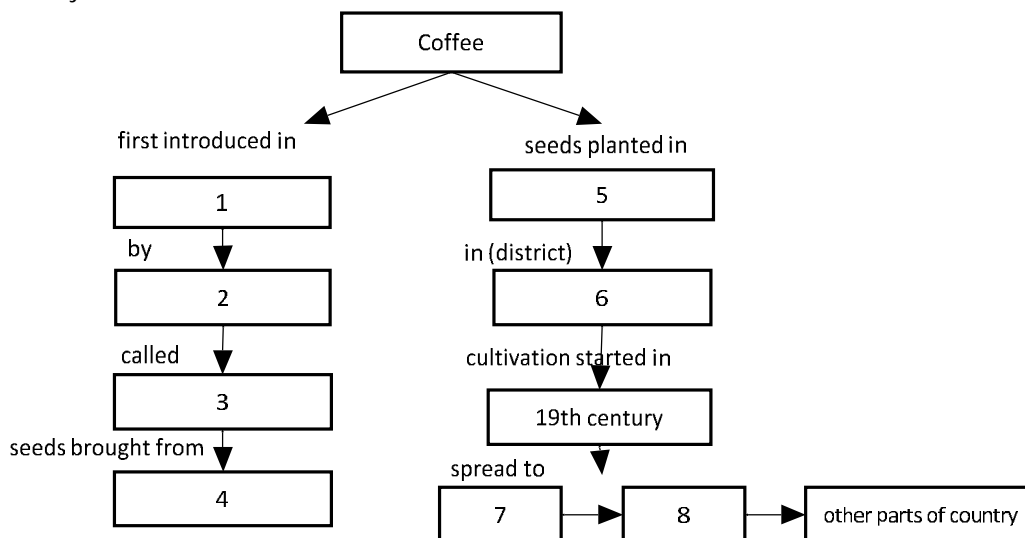 Coffee
first introduced in
1
by
2
called
3
seeds brought from
4
seeds planted in
5
in (district)
6
cultivation started in
19th century
spread to
7
8
other parts of country